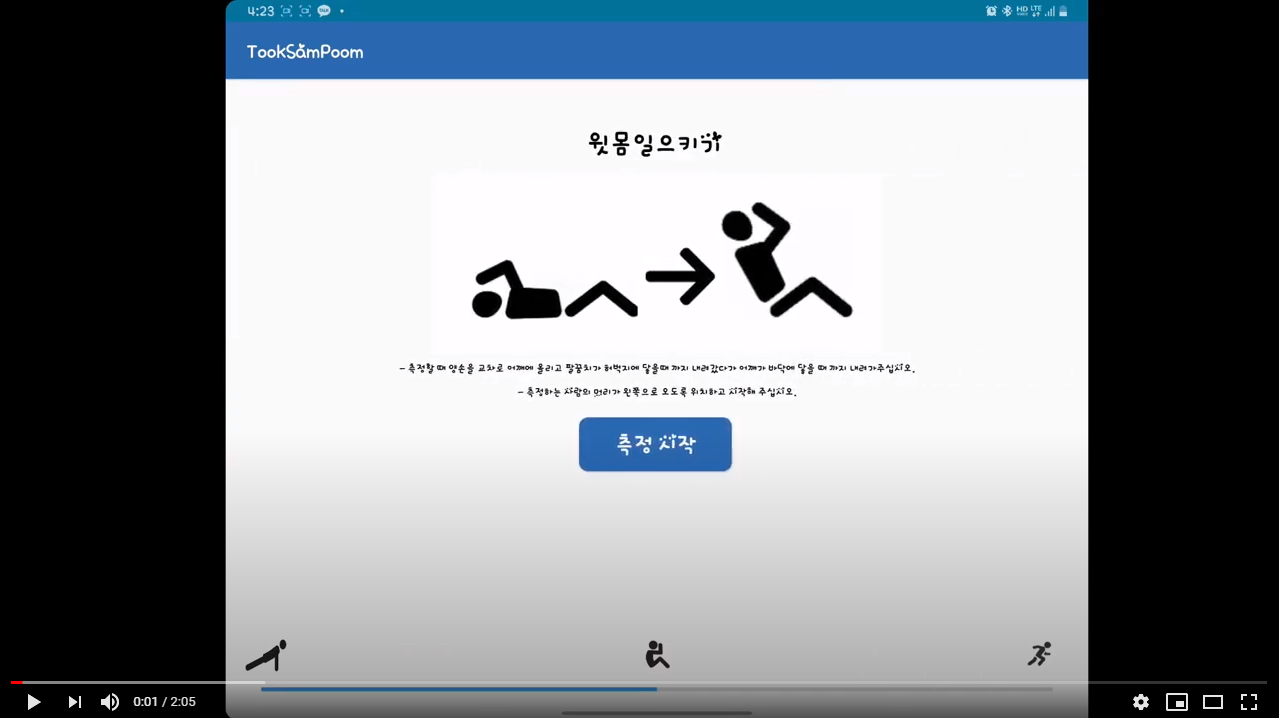 4:23
HD LTE
TookSamPoom
윗몸일으키기
- 측정할 때 양손을 교차로 어깨에 올리고 팔꿈치가 허벅지에 닿을때 까지 내려갔다가 어깨가 바닥에 닿을 때 까지 내려가주십시오.
- 측정하는 사람의 머리가 왼쪽으로 오도록 위치하고 시작해 주십시오.
측정 시작
0:01 / 2:05